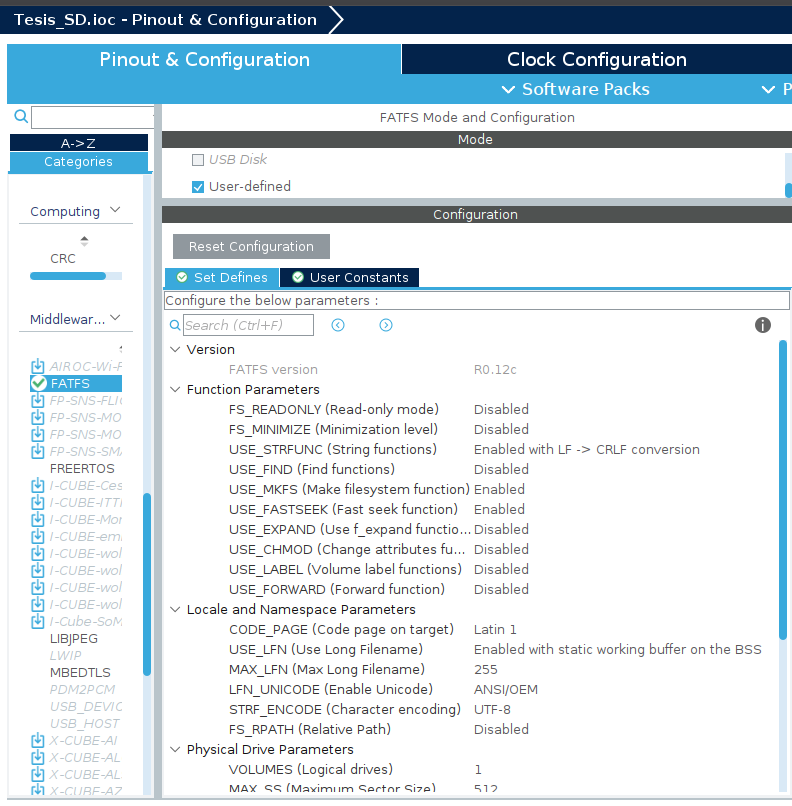 Tesis_SD.ioc - Pinout & Configuration
Pinout & Configuration
Clock Configuration
Software Packs
P
FATFS Mode and Configuration
A->Z
Categories
Mode
USB Disk
User-defined
Computing
CRC
Middlewar...
Configuration
Reset Configuration
Set Defines
User Constants
Configure the below parameters :
Search (Ctrl+F)
AIROC-Wi-F
FATFS
FP-SNS-FLI
FP-SNS-MO
FP-SNS-MO
FP-SNS-SMA
FREERTOS
I-CUBE-Ces
I-CUBE-ITTI
I-CUBE-Mon
I-CUBE-em
I-CUBE-wol
I-CUBE-wol
I-CUBE-wol
I-CUBE-wol
I-Cube-SoM
LIBJPEG
LWIP
MBEDTLS
PDM2PCM
USB_DEVIC
USB_HOST
X-CUBE-AI
X-CUBE-AL
X-CUBE-AL
X-CUBE-AZ
Version
FATFS version R0.12c
Function Parameters
FS_READONLY (Read-only mode) Disabled
FS_MINIMIZE (Minimization level) Disabled
USE_STRFUNC (String functions) Enabled with LF -> CRLF conversion
USE_FIND (Find functions) Disabled
USE_MKFS (Make filesystem function) Enabled
USE_FASTSEEK (Fast seek function) Enabled
USE_EXPAND (Use f_expand functio... Disabled
USE_CHMOD (Change attributes fu... Disabled
USE_LABEL (Volume label functions) Disabled
USE_FORWARD (Forward function) Disabled
Locale and Namespace Parameters
CODE_PAGE (Code page on target) Latin 1
USE_LFN (Use Long Filename) Enabled with static working buffer on the BSS
MAX_LFN (Max Long Filename) 255
LFN_UNICODE (Enable Unicode) ANSI/OEM
STRF_ENCODE (Character encoding) UTF-8
FS_RPATH (Relative Path) Disabled
Physical Drive Parameters
VOLUMES (Logical drives) 1
MAX_SS (Maximum Sector Size) 512